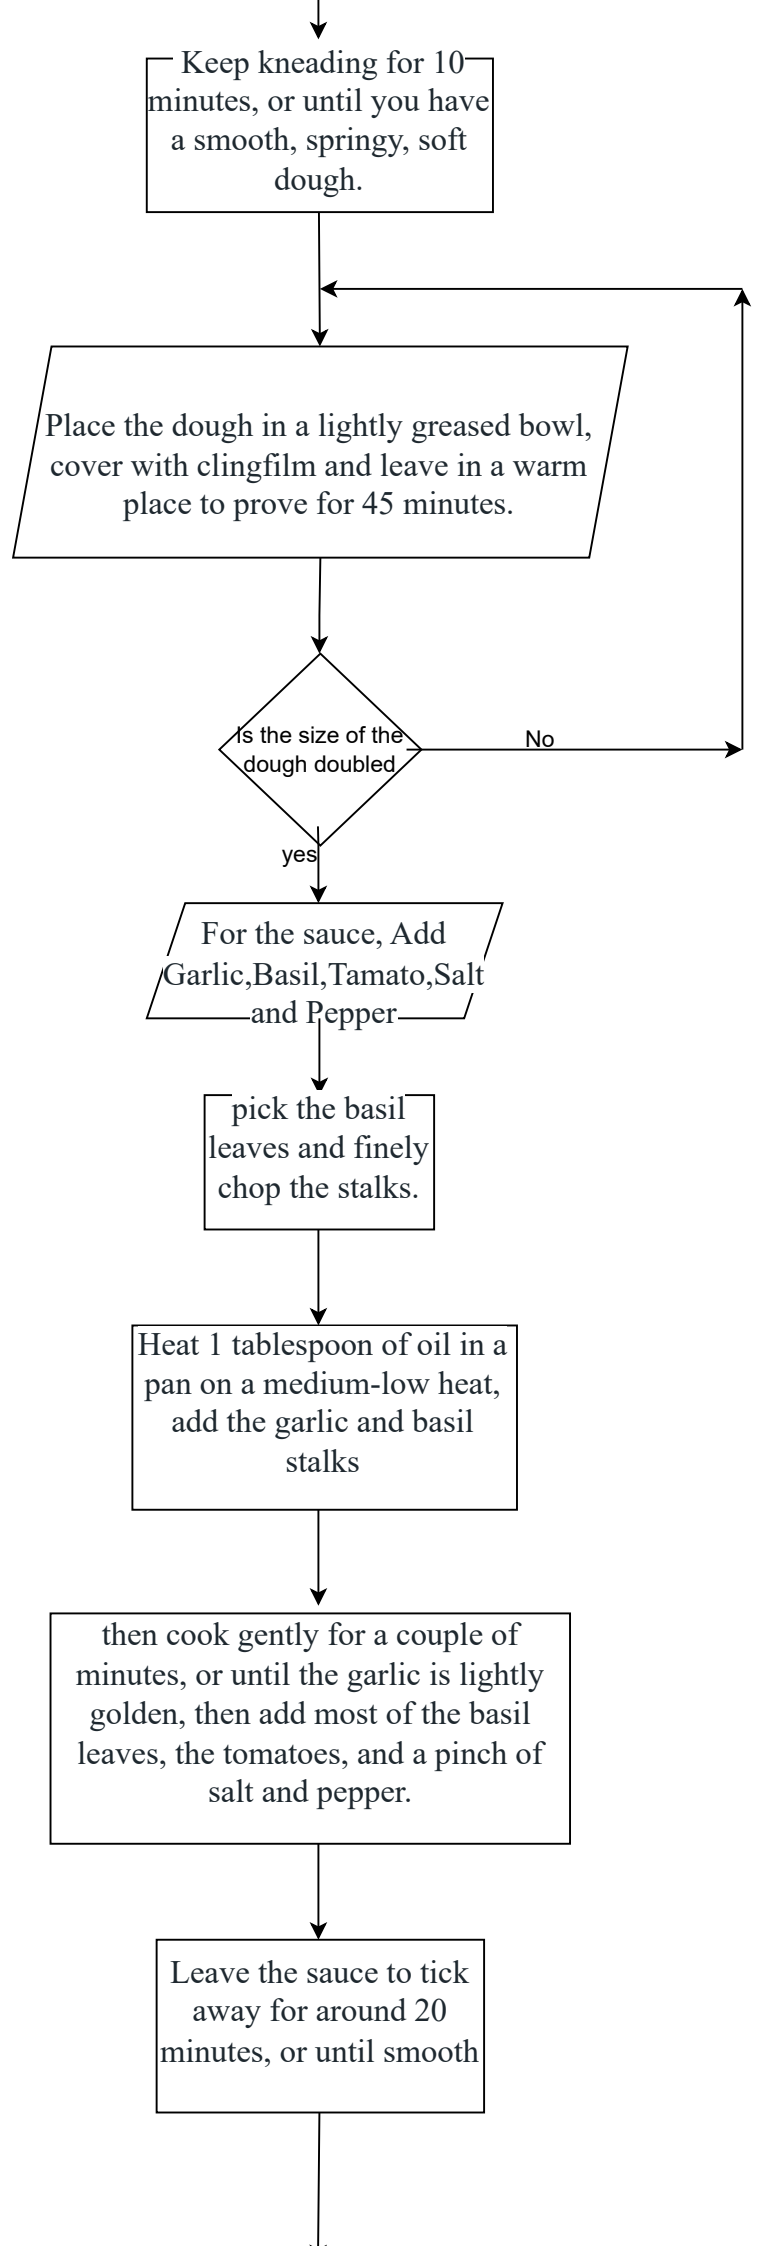 Keep kneading for 10
minutes, or until you have
a smooth, springy, soft
dough.
Place the dough in a lightly greased bowl,
cover with clingfilm and leave in a warm
place to prove for 45 minutes.
Is the size of the
dough doubled
No
yes
For the sauce, Add
Garlic,Basil,Tamato,Salt
and Pepper
pick the basil
leaves and finely
chop the stalks.
Heat 1 tablespoon of oil in a
pan on a medium-low heat,
add the garlic and basil
stalks
then cook gently for a couple of
minutes, or until the garlic is lightly
golden, then add most of the basil
leaves, the tomatoes, and a pinch of
salt and pepper.
Leave the sauce to tick
away for around 20
minutes, or until smooth